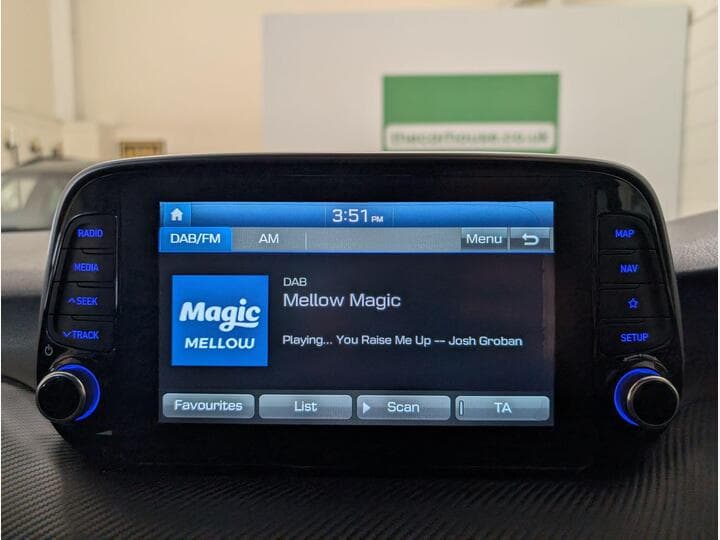 thecarhouse.co.uk
3:51 PM
DAB/FM AM Menu
DAB
Mellow Magic
Magic
MELLOW
Playing... You Raise Me Up -- Josh Groban
Favourites List Scan TA
RADIO
MEDIA
SEEK
TRACK
MAP
NAV
SETUP